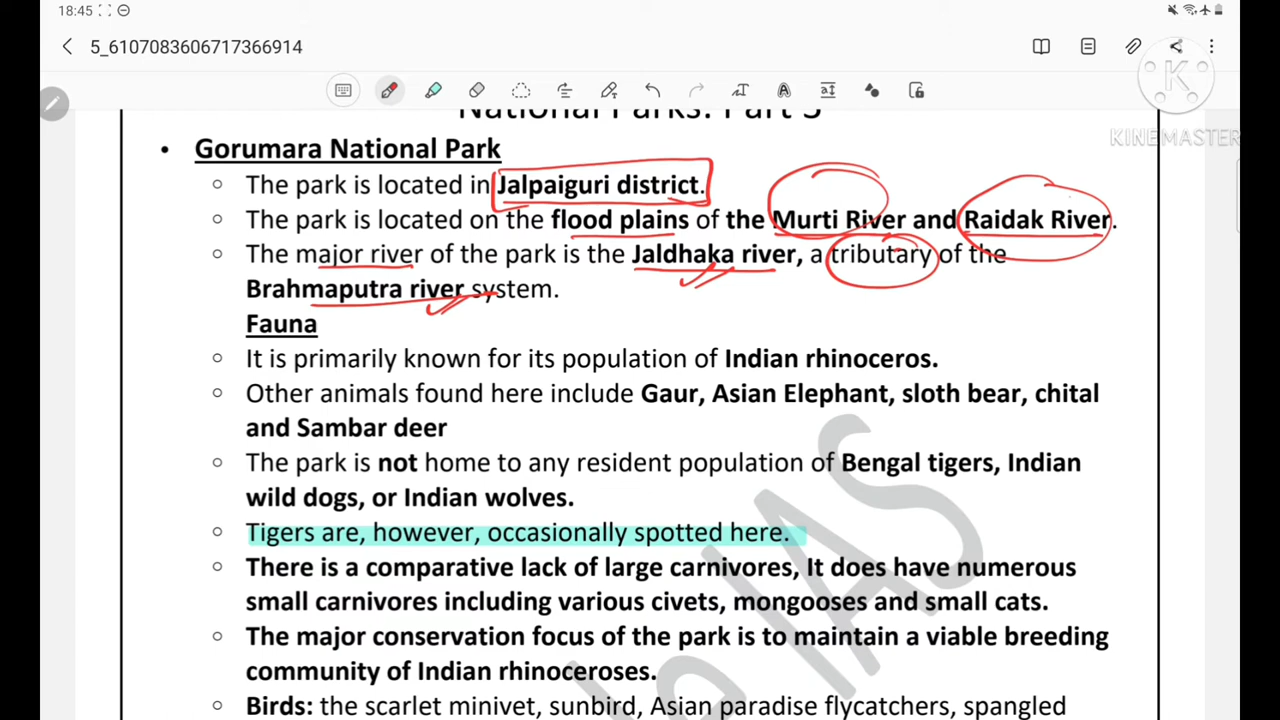 18:45
5_6107083606717366914
K
KINEMASTER
National Parks: Part 5
• Gorumara National Park
○ The park is located in Jalpaiguri district.
○ The park is located on the flood plains of the Murti River and Raidak River.
○ The major river of the park is the Jaldhaka river, a tributary of the
Brahmaputra river system.
Fauna
○ It is primarily known for its population of Indian rhinoceros.
○ Other animals found here include Gaur, Asian Elephant, sloth bear, chital
and Sambar deer
○ The park is not home to any resident population of Bengal tigers, Indian
wild dogs, or Indian wolves.
○ Tigers are, however, occasionally spotted here.
○ There is a comparative lack of large carnivores, It does have numerous
small carnivores including various civets, mongooses and small cats.
○ The major conservation focus of the park is to maintain a viable breeding
community of Indian rhinoceroses.
○ Birds: the scarlet minivet, sunbird, Asian paradise flycatchers, spangled
IAS